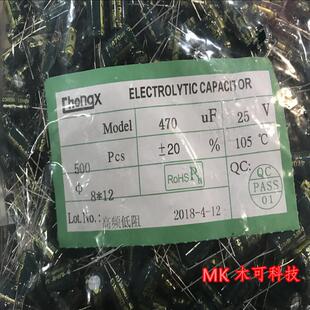 ChongX
ELECTROLYTIC CAPACITOR
Model 470 uF 25 V
500 Pcs ±20 % 105℃
Φ 8*12 RoHS QC: QC PASS 01
Lot.No.: 高频低阻 2018-4-12
MK 木可科技